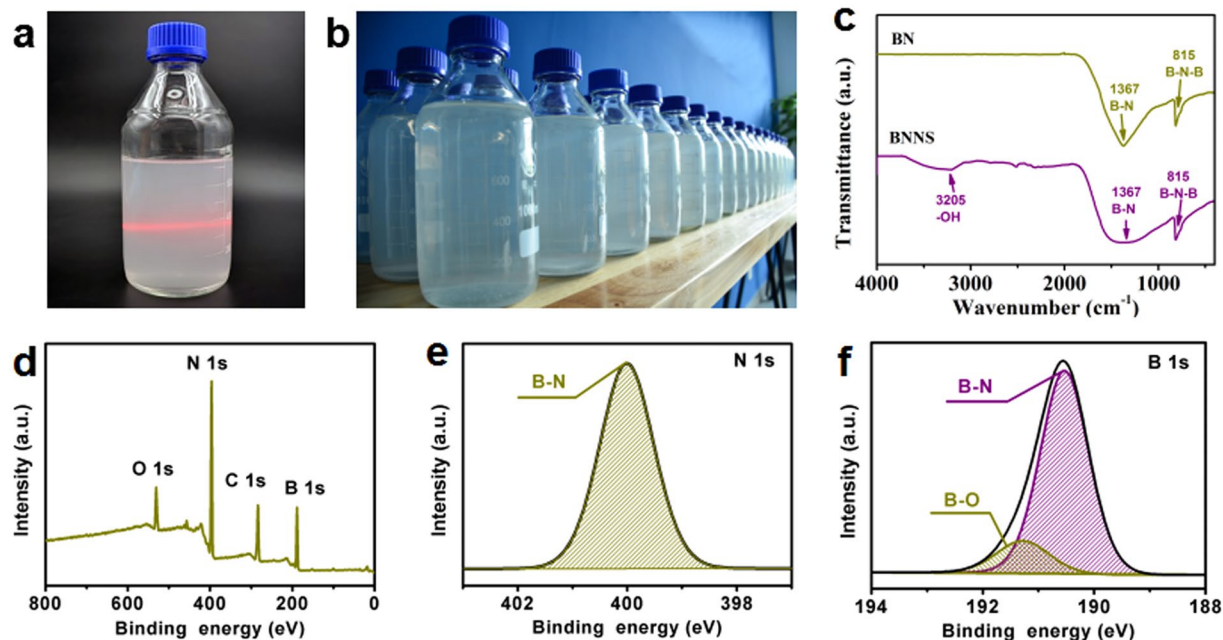 a
b
c
BN
815
B-N-B
1367
B-N
BNNS
3205
-OH
1367
B-N
815
B-N-B
Transmittance (a.u.)
4000 3000 2000 1000
Wavenumber (cm⁻¹)
d
N 1s
O 1s
C 1s
B 1s
Intensity (a.u.)
800 600 400 200 0
Binding energy (eV)
e
B-N
N 1s
Intensity (a.u.)
402 400 398
Binding energy (eV)
f
B 1s
B-N
B-O
Intensity (a.u.)
194 192 190 188
Binding energy (eV)